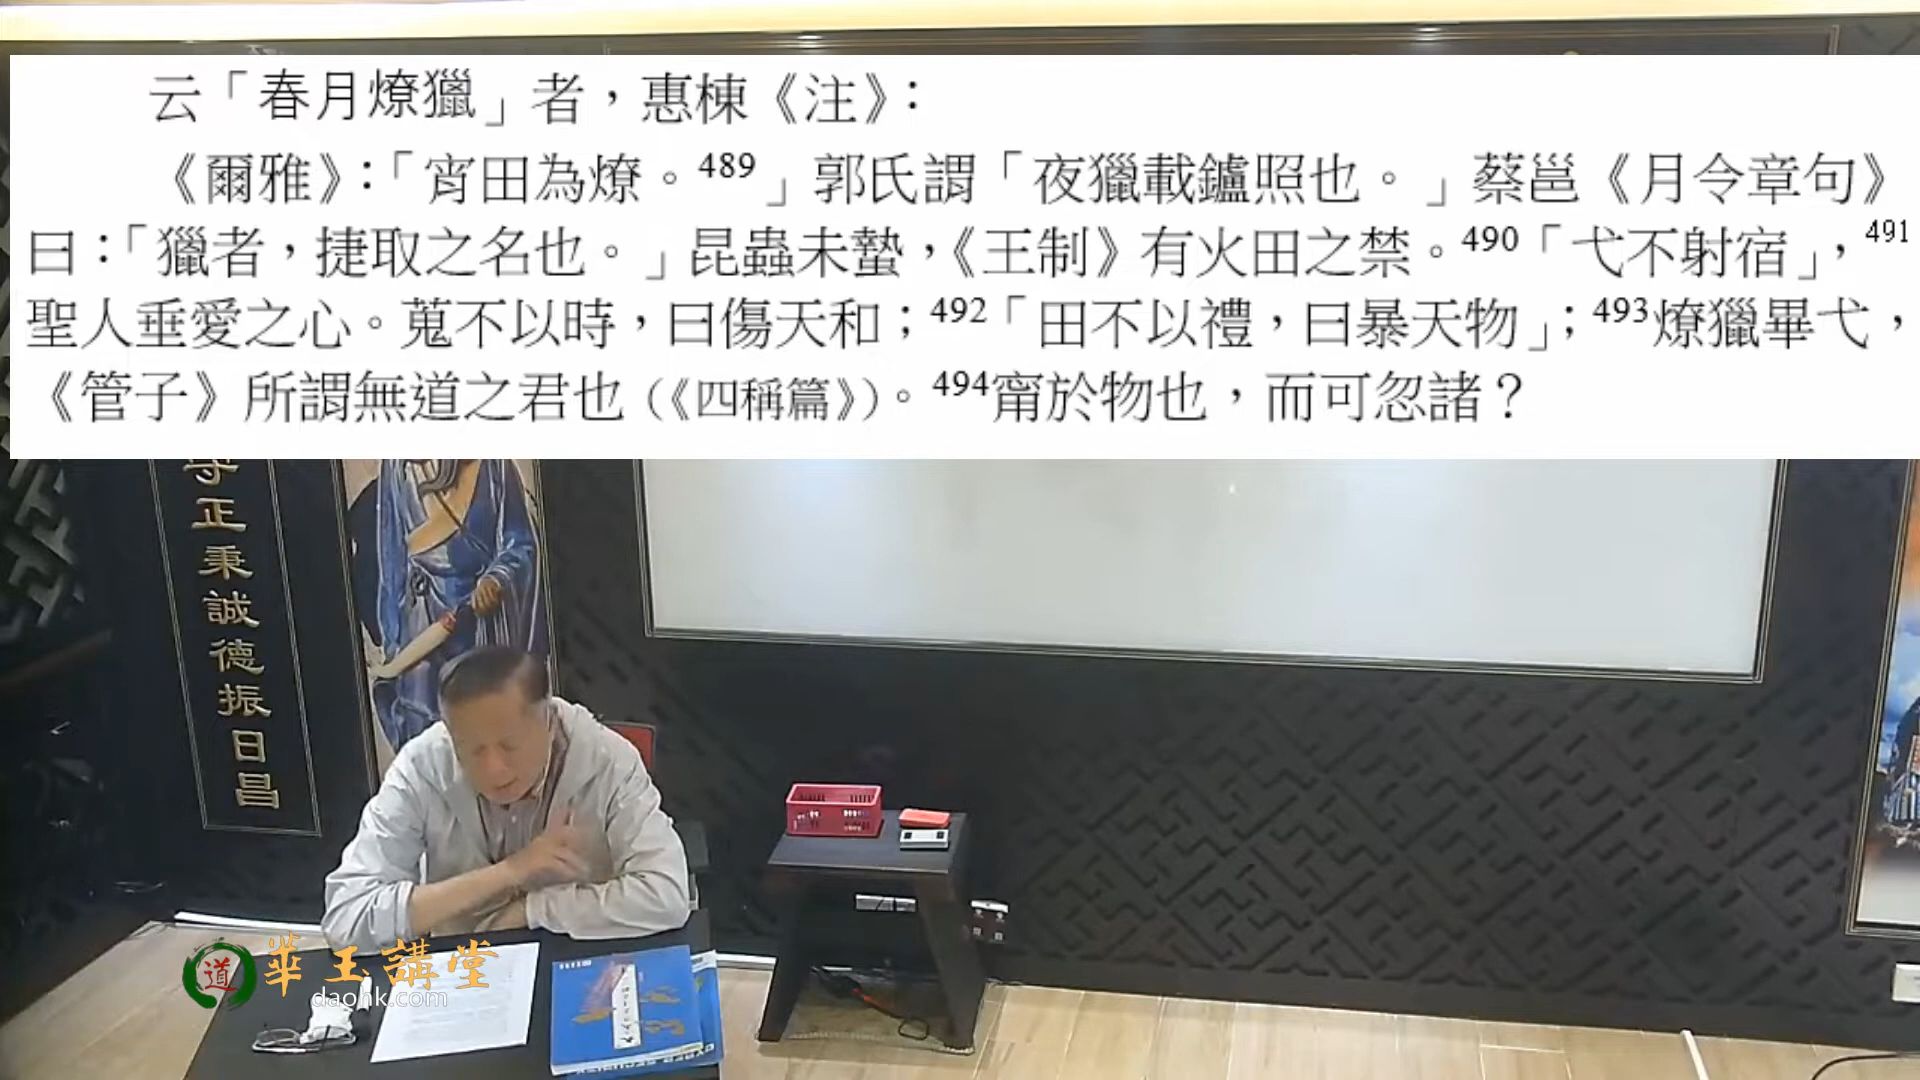 云「春月燎獵」者，惠棟《注》：
《爾雅》：「宵田為燎。489」郭氏謂「夜獵載鑪照也。」蔡邕《月令章句》
曰：「獵者，捷取之名也。」昆蟲未蟄，《王制》有火田之禁。490「弋不射宿」，491
聖人垂愛之心。蒐不以時，曰傷天和；492「田不以禮，曰暴天物」；493燎獵畢弋，
《管子》所謂無道之君也（《四稱篇》）。494甯於物也，而可忽諸？
守正秉誠德振日昌
道
華玉講堂
daohk.com